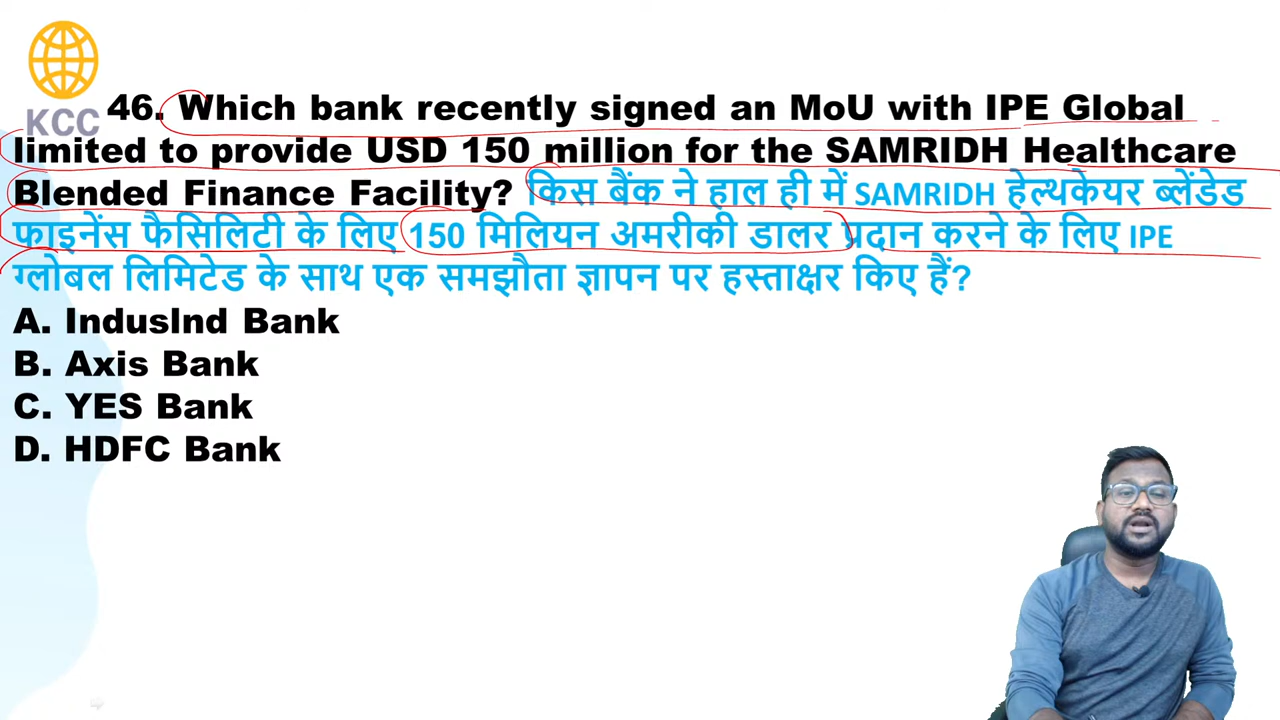 KCC
46. Which bank recently signed an MoU with IPE Global
limited to provide USD 150 million for the SAMRIDH Healthcare
Blended Finance Facility? किस बैंक ने हाल ही में SAMRIDH हेल्थकेयर ब्लेंडेड
फाइनेंस फैसिलिटी के लिए 150 मिलियन अमरीकी डालर प्रदान करने के लिए IPE
ग्लोबल लिमिटेड के साथ एक समझौता ज्ञापन पर हस्ताक्षर किए हैं?
A. Induslnd Bank
B. Axis Bank
C. YES Bank
D. HDFC Bank